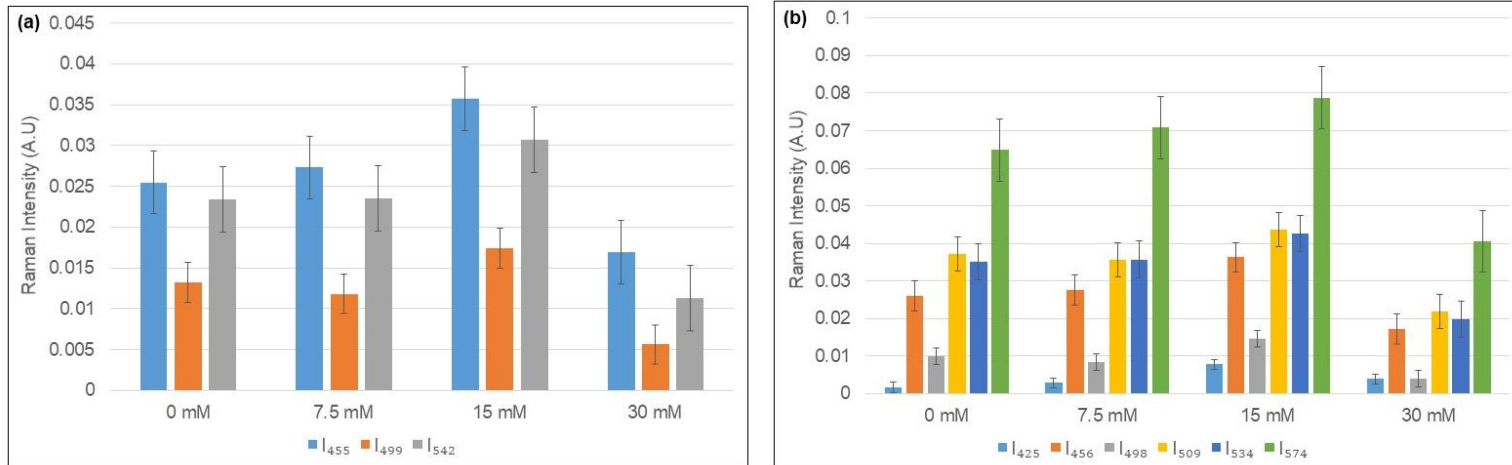 (a)
Raman Intensity (A.U)
0.045
0.04
0.035
0.03
0.025
0.02
0.015
0.01
0.005
0
0 mM 7.5 mM 15 mM 30 mM
I455 I499 I542
(b)
Raman Intensity (A.U)
0.1
0.09
0.08
0.07
0.06
0.05
0.04
0.03
0.02
0.01
0
0 mM 7.5 mM 15 mM 30 mM
I425 I456 I498 I509 I534 I574